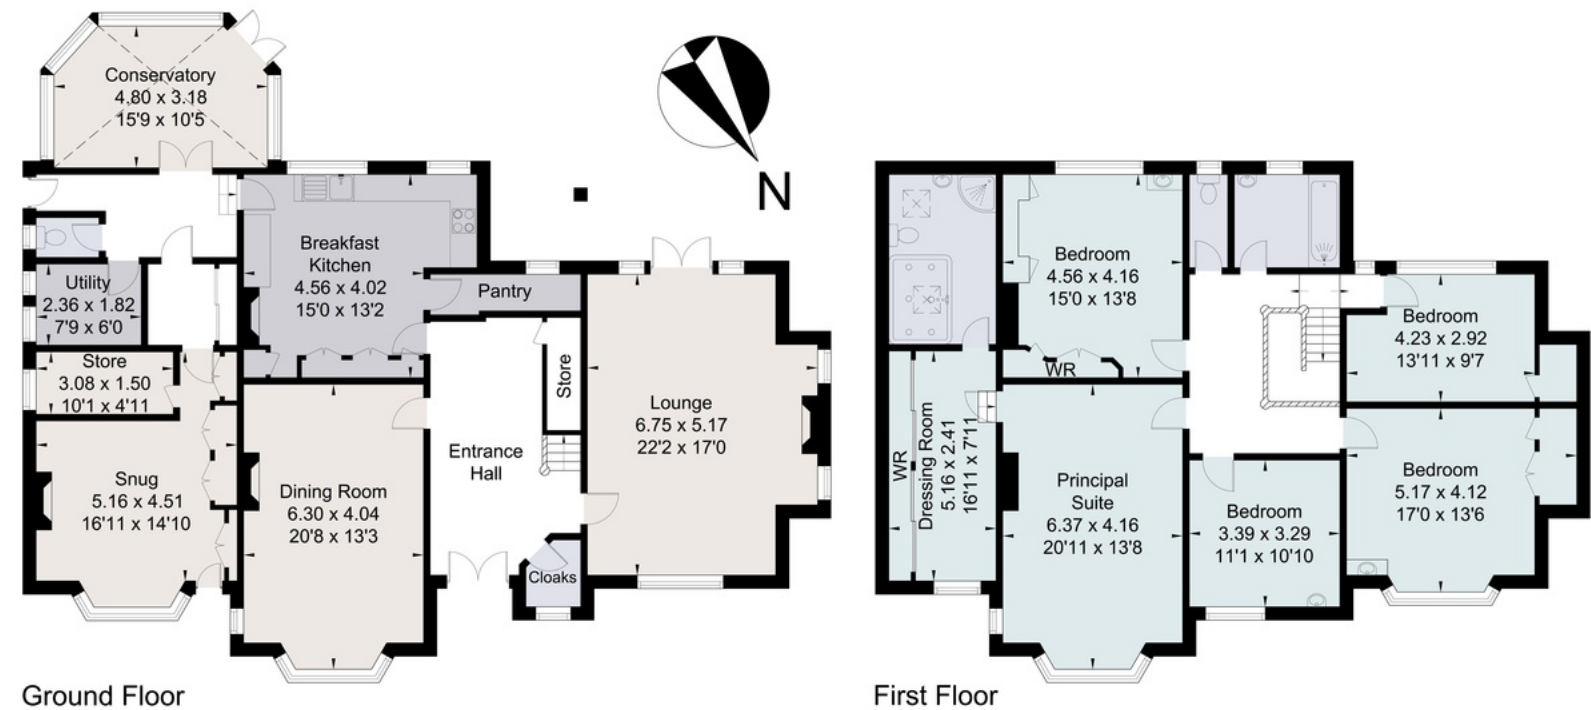 Conservatory
4.80 x 3.18
15'9 x 10'5
N
Breakfast
Kitchen
4.56 x 4.02
15'0 x 13'2
Pantry
Utility
2.36 x 1.82
7'9 x 6'0
Store
3.08 x 1.50
10'1 x 4'11
Store
Lounge
6.75 x 5.17
22'2 x 17'0
Entrance
Hall
Snug
5.16 x 4.51
16'11 x 14'10
Dining Room
6.30 x 4.04
20'8 x 13'3
Cloaks
Ground Floor
Bedroom
4.56 x 4.16
15'0 x 13'8
WR
Bedroom
4.23 x 2.92
13'11 x 9'7
WR
Dressing Room
5.16 x 2.41
16'11 x 7'11
Principal
Suite
6.37 x 4.16
20'11 x 13'8
Bedroom
3.39 x 3.29
11'1 x 10'10
Bedroom
5.17 x 4.12
17'0 x 13'6
First Floor